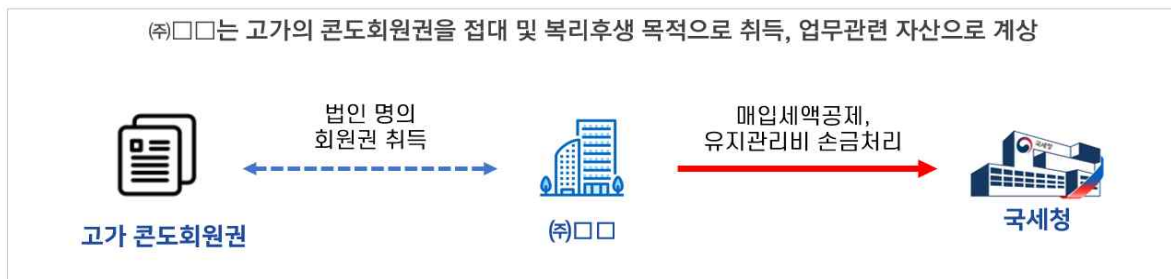 ㈜□□는 고가의 콘도회원권을 접대 및 복리후생 목적으로 취득, 업무관련 자산으로 계상
법인 명의
회원권 취득
매입세액공제,
유지관리비 손금처리
국세청
고가 콘도회원권
㈜□□
국세청